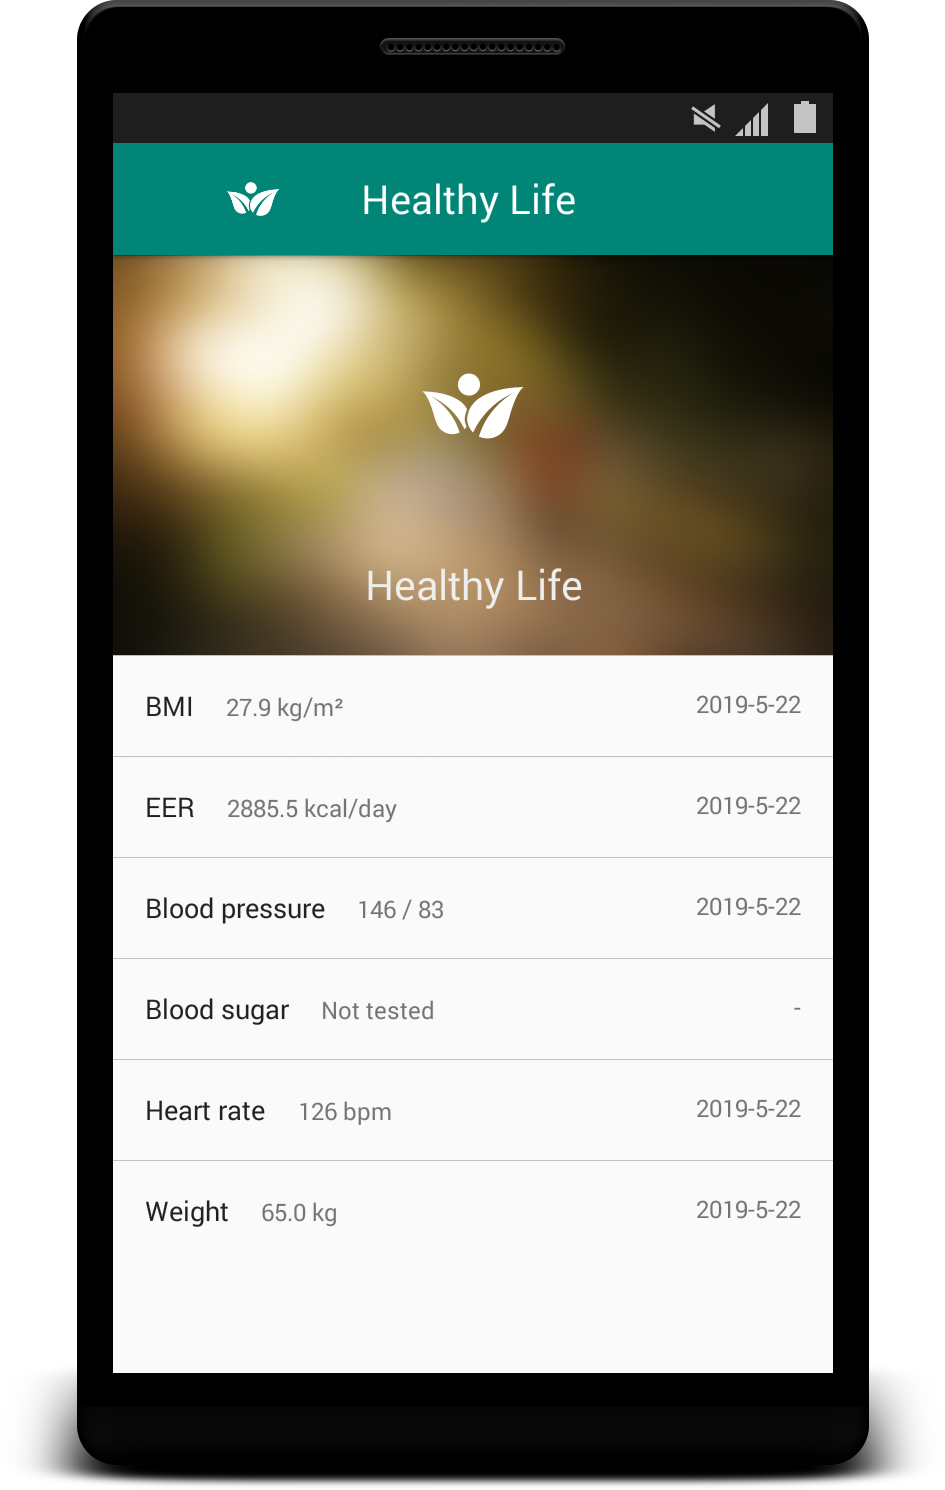 Healthy Life
Healthy Life
BMI 27.9 kg/m² 2019-5-22
EER 2885.5 kcal/day 2019-5-22
Blood pressure 146 / 83 2019-5-22
Blood sugar Not tested -
Heart rate 126 bpm 2019-5-22
Weight 65.0 kg 2019-5-22